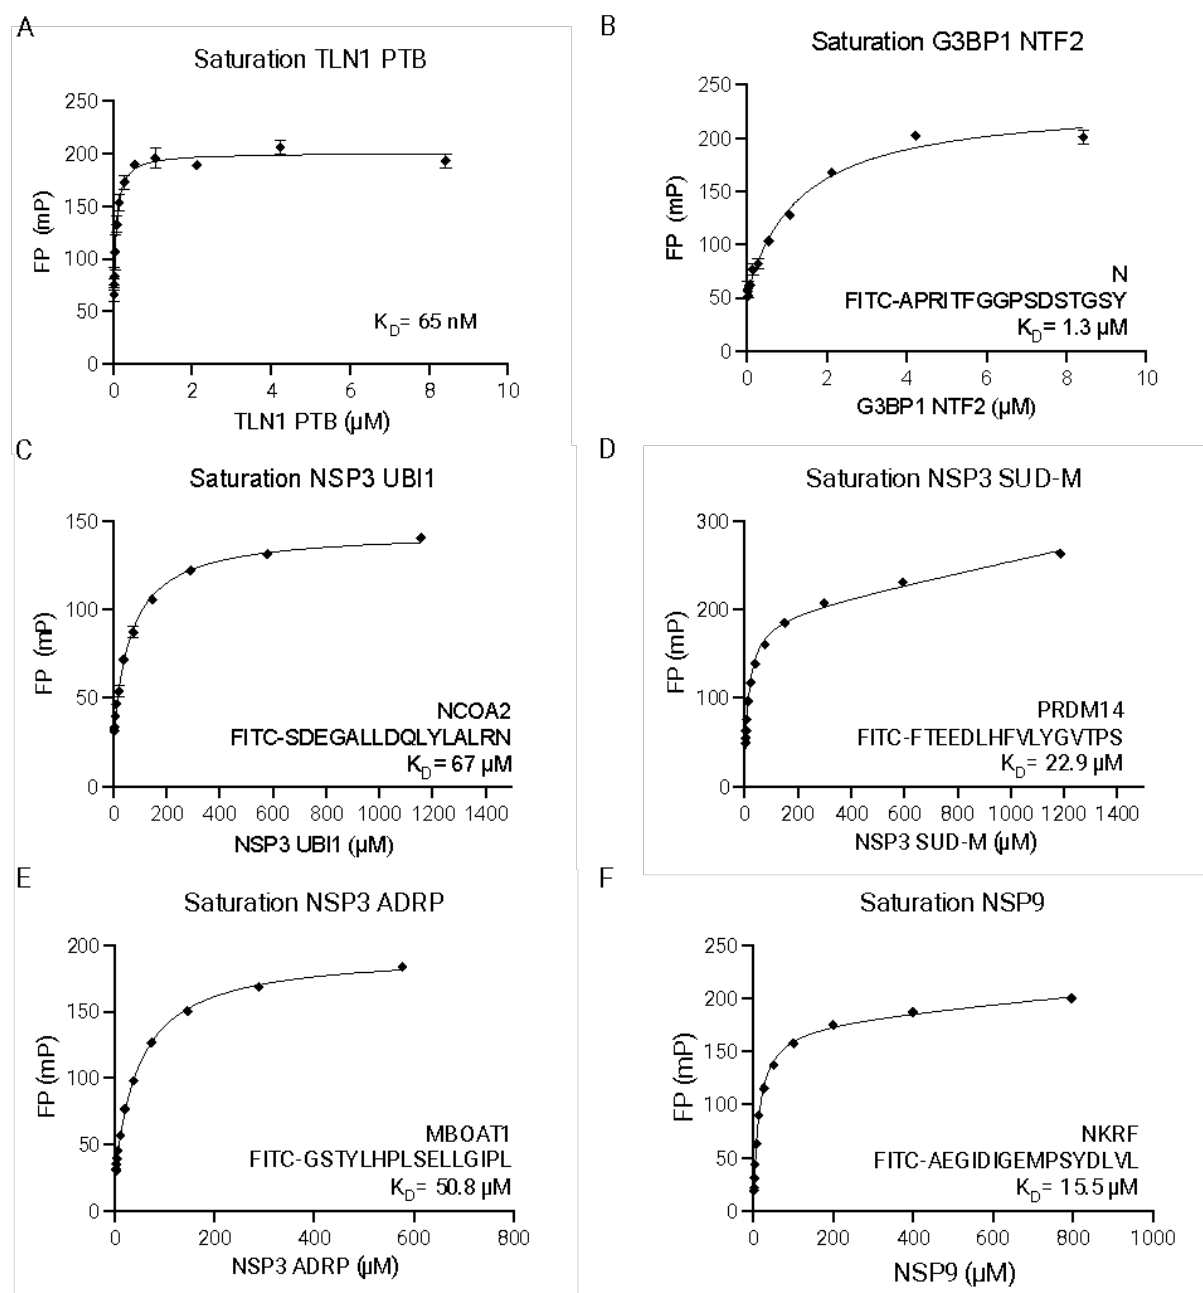 A
Saturation TLN1 PTB
250
200
150
100
50
0
FP (mP)
K_D= 65 nM
0 2 4 6 8 10
TLN1 PTB (µM)
B
Saturation G3BP1 NTF2
250
200
150
100
50
0
FP (mP)
N
FITC-APRITFGGPSDSTGSY
K_D= 1.3 µM
0 2 4 6 8 10
G3BP1 NTF2 (µM)
C
Saturation NSP3 UBI1
150
100
50
0
FP (mP)
NCOA2
FITC-SDEGALLDQLYLALRN
K_D= 67 µM
0 200 400 600 800 1000 1200 1400
NSP3 UBI1 (µM)
D
Saturation NSP3 SUD-M
300
200
100
0
FP (mP)
PRDM14
FITC-FTEEDLHFVLYGVTPS
K_D= 22.9 µM
0 200 400 600 800 1000 1200 1400
NSP3 SUD-M (µM)
E
Saturation NSP3 ADRP
200
150
100
50
0
FP (mP)
MBOAT1
FITC-GSTYLHPLSELLGIPL
K_D= 50.8 µM
0 200 400 600 800
NSP3 ADRP (µM)
F
Saturation NSP9
250
200
150
100
50
0
FP (mP)
NKRF
FITC-AEGIDIGEMPSYDLVL
K_D= 15.5 µM
0 200 400 600 800 1000
NSP9 (µM)